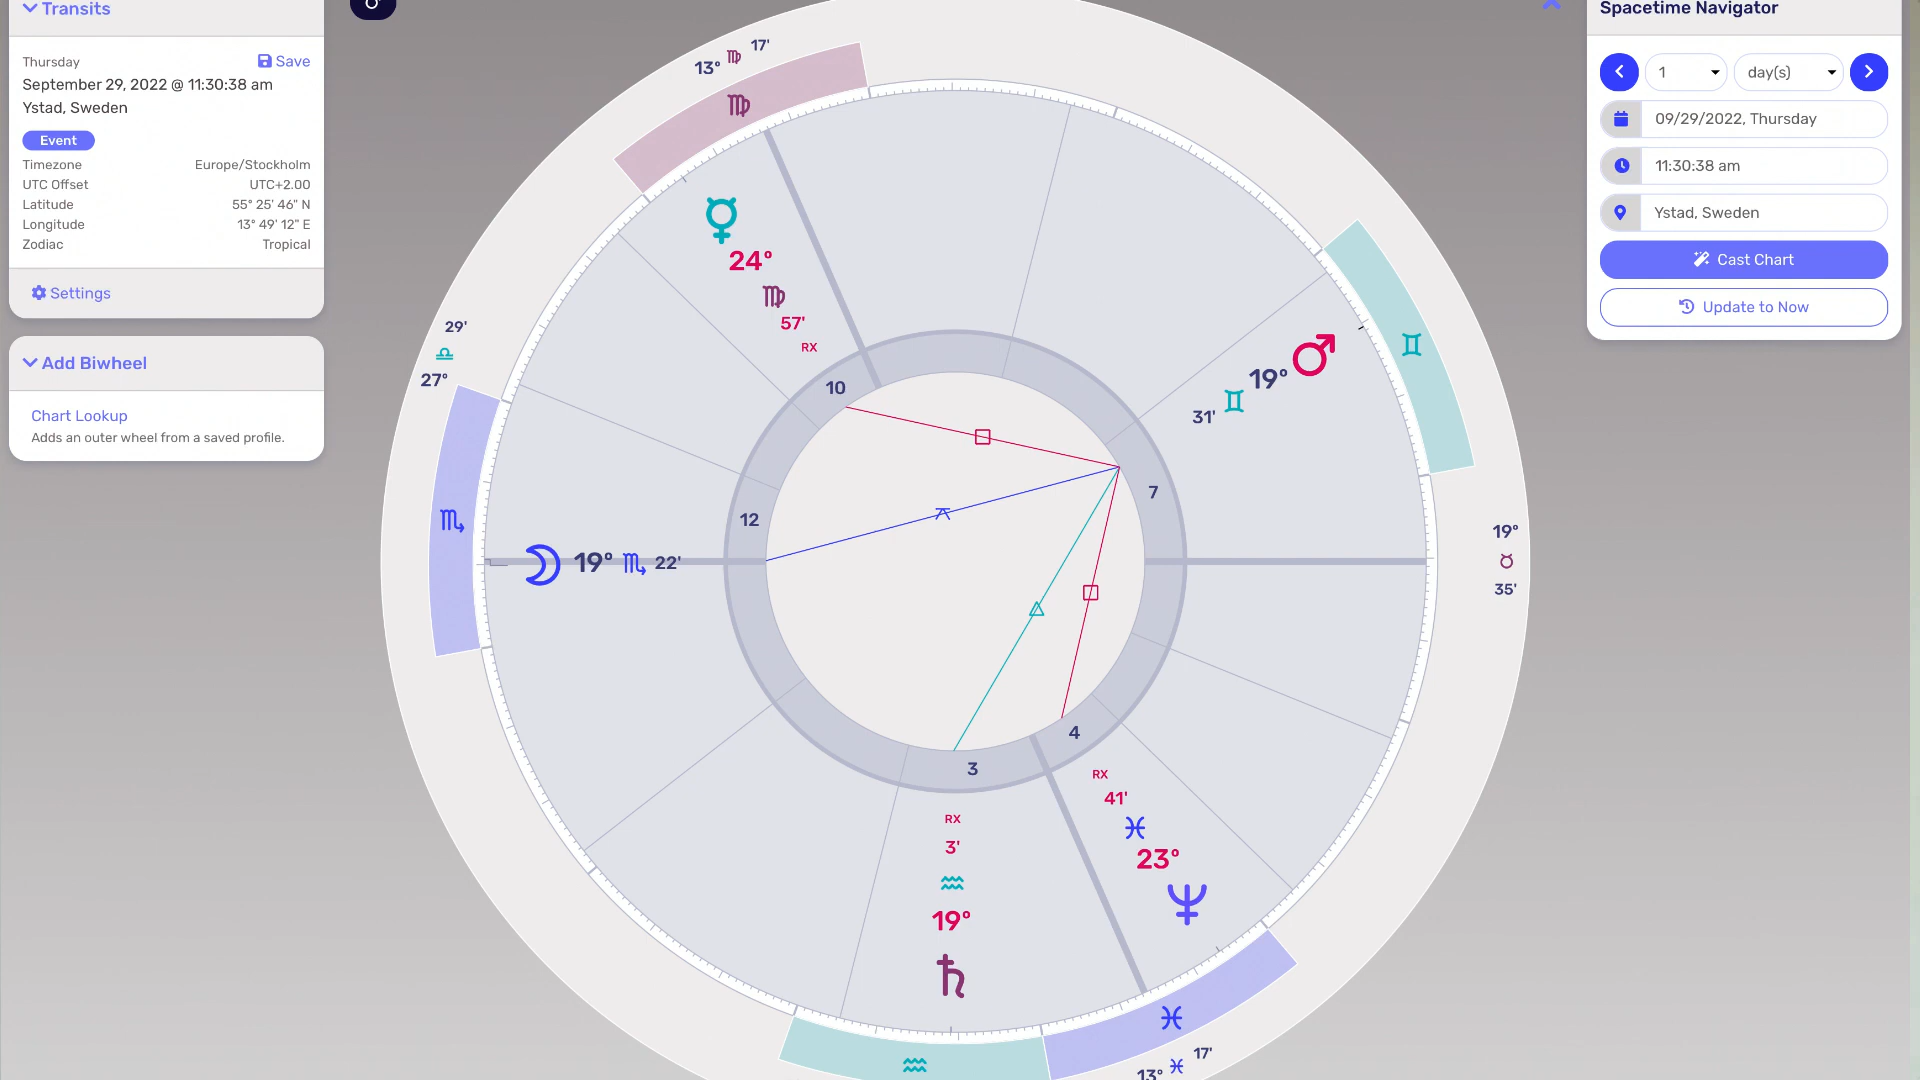 Transits
Thursday
Save
September 29, 2022 @ 11:30:38 am
Ystad, Sweden
Event
Timezone Europe/Stockholm
UTC Offset UTC+2.00
Latitude 55° 25' 46" N
Longitude 13° 49' 12" E
Zodiac Tropical
Settings
Add Biwheel
Chart Lookup
Adds an outer wheel from a saved profile.
13° ♍ 17'
♍
☿
24°
♍
57'
RX
29'
♎
27°
♏
☽ 19° ♏ 22'
10
12
7
4
3
♊
♂
19°
♊
31'
19°
♉
35'
RX
3'
♒
19°
♄
RX
41'
♓
23°
♆
♓
♒
13° ♓ 17'
Spacetime Navigator
1
day(s)
09/29/2022, Thursday
11:30:38 am
Ystad, Sweden
Cast Chart
Update to Now